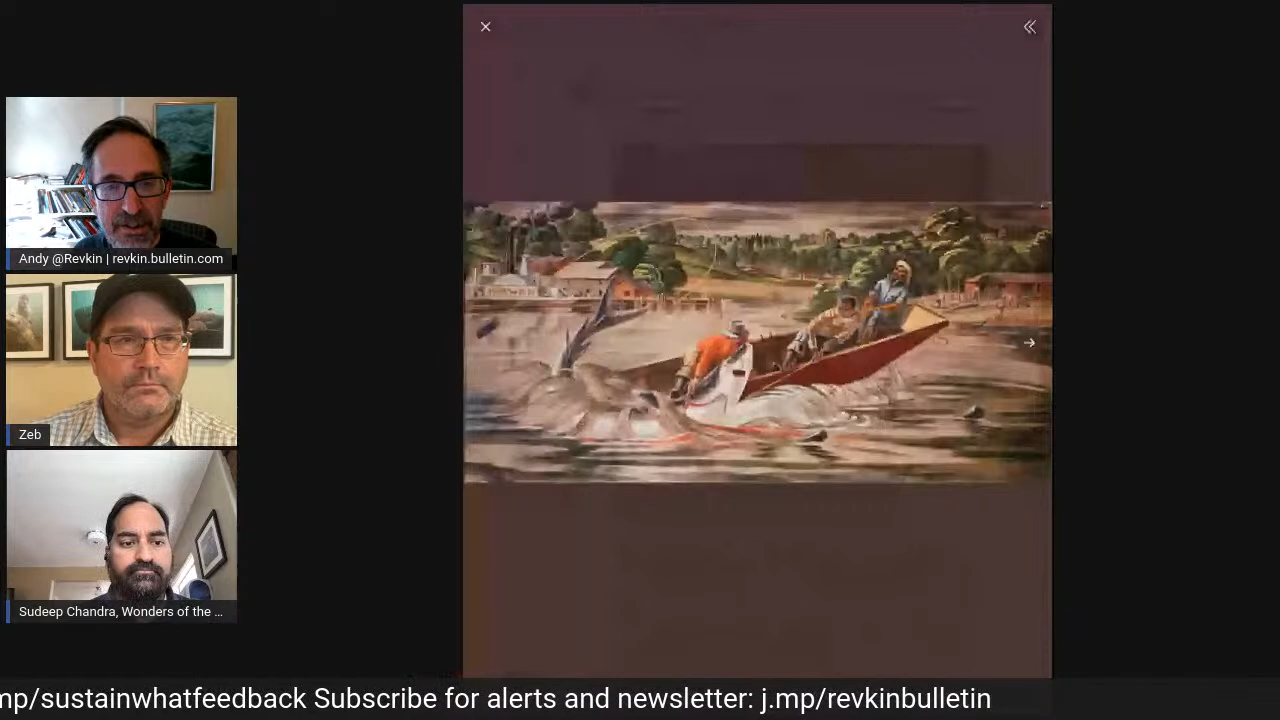 Andy @Revkin | revkin.bulletin.com
Zeb
Sudeep Chandra, Wonders of the ...
mp/sustainwhatfeedback Subscribe for alerts and newsletter: j.mp/revkinbulletin